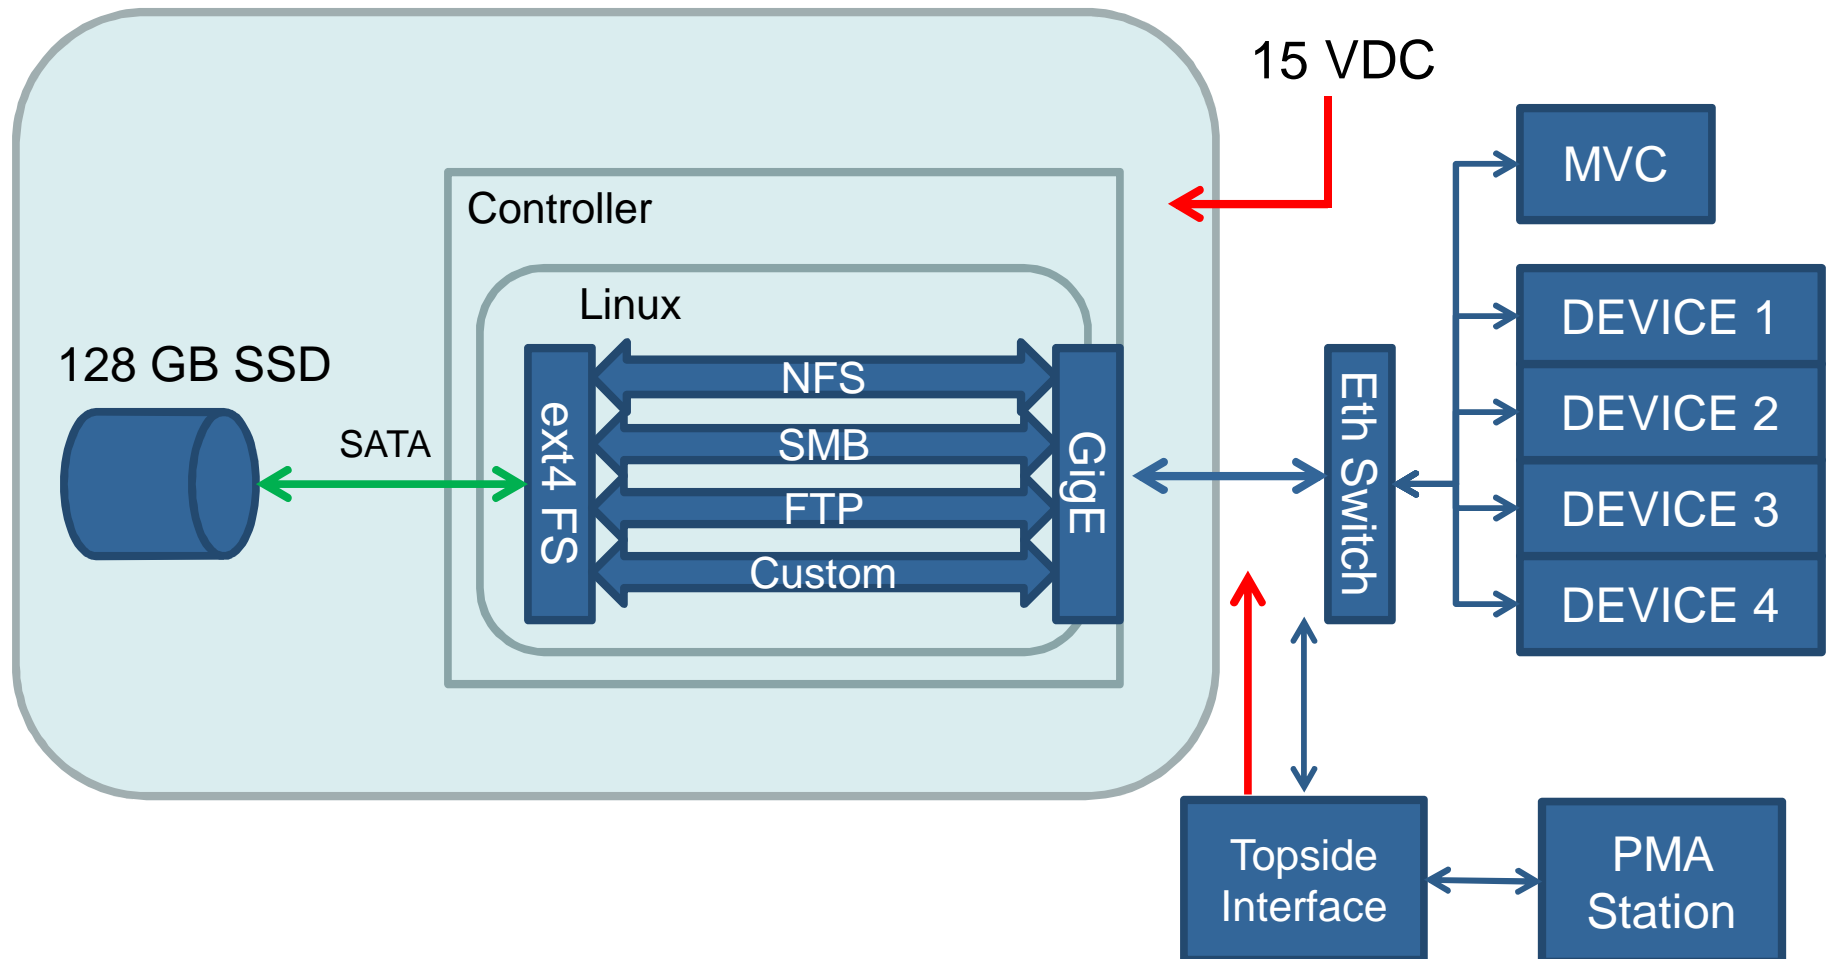 15 VDC
MVC
Controller
Linux
128 GB SSD
SATA
ext4 FS
NFS
SMB
FTP
Custom
GigE
Eth Switch
DEVICE 1
DEVICE 2
DEVICE 3
DEVICE 4
Topside
Interface
PMA
Station